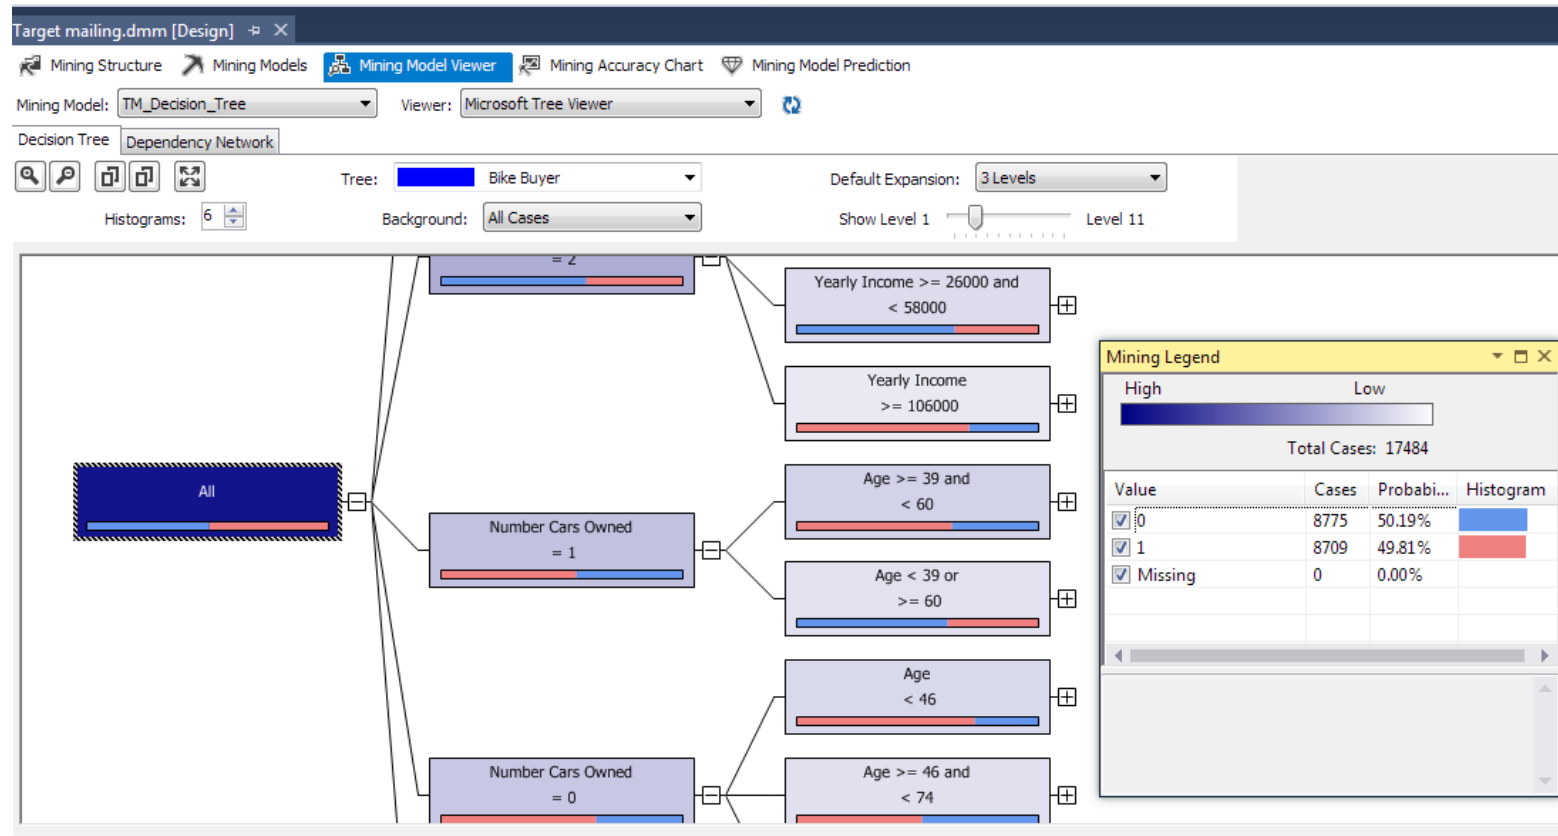 Target mailing.dmm [Design]
Mining Structure Mining Models Mining Model Viewer Mining Accuracy Chart Mining Model Prediction
Mining Model: TM_Decision_Tree Viewer: Microsoft Tree Viewer
Decision Tree Dependency Network
Tree: Bike Buyer Default Expansion: 3 Levels
Histograms: 6 Background: All Cases Show Level 1 Level 11
= 2
Yearly Income >= 26000 and
< 58000
Yearly Income
>= 106000
All
Number Cars Owned
= 1
Age >= 39 and
< 60
Age < 39 or
>= 60
Age
< 46
Number Cars Owned
= 0
Age >= 46 and
< 74
Mining Legend
High Low
Total Cases: 17484
Value Cases Probabi... Histogram
0 8775 50.19%
1 8709 49.81%
Missing 0 0.00%